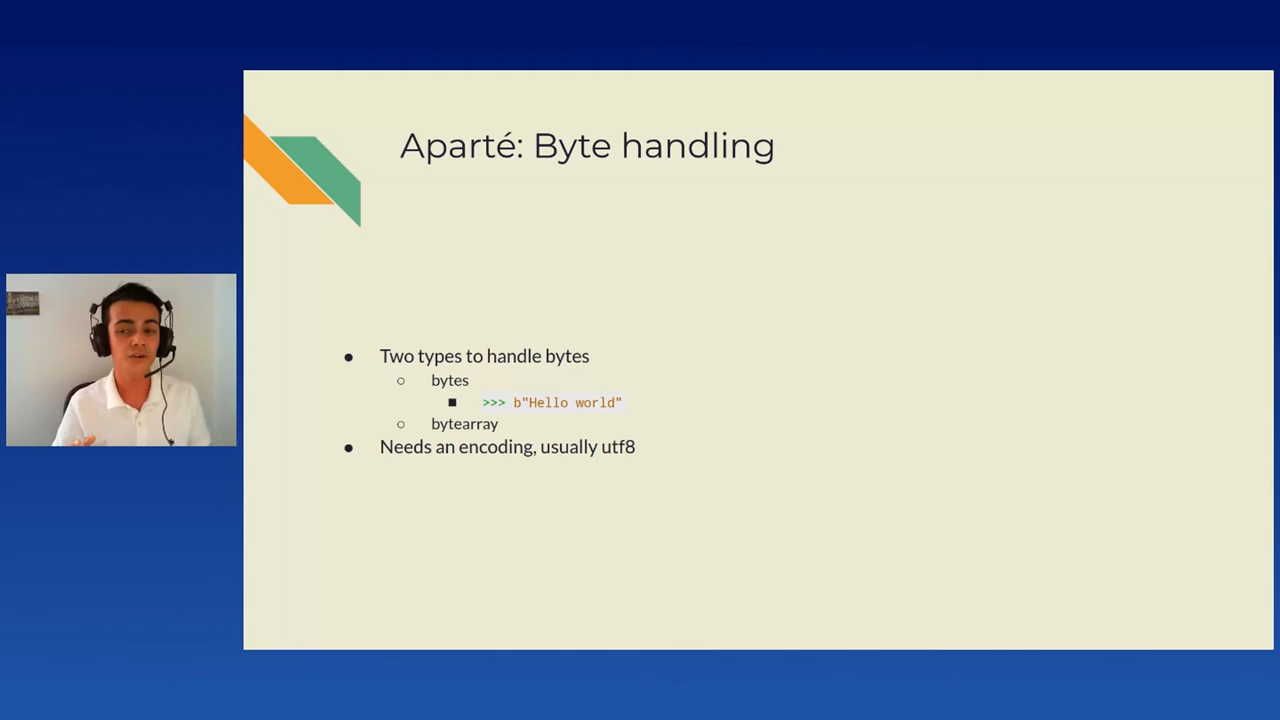 Aparté: Byte handling
● Two types to handle bytes
○ bytes
■ >>> b"Hello world"
○ bytearray
● Needs an encoding, usually utf8